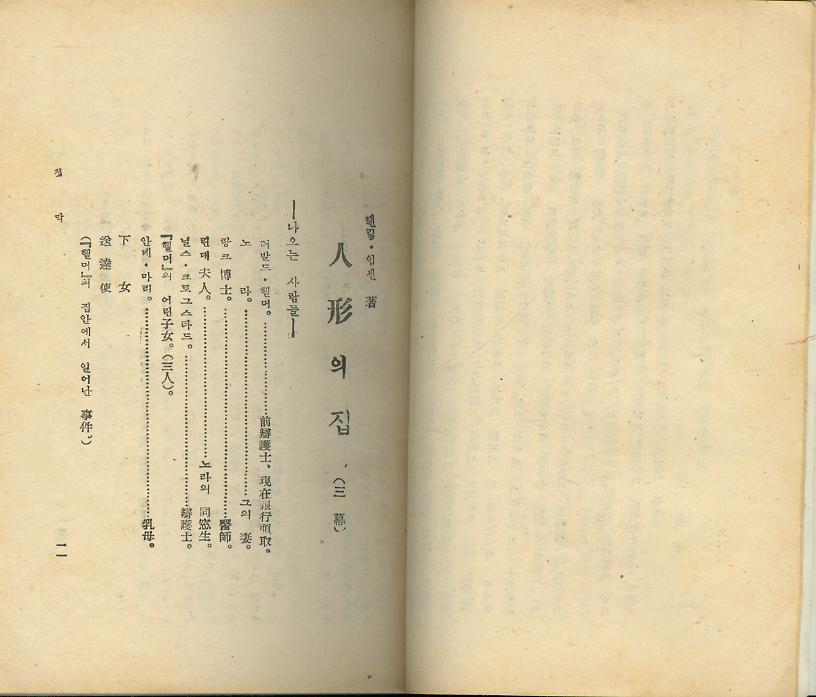 헨릭·입센 著
人形의 집 (三幕)
—나오는 사람들—
터발드·헬머。……前辯護士、現在銀行頭取。
노라。……그의 妻。
랑크 博士。……醫師。
린데 夫人。……노라의 同窓生。
닐스·크로그스타드。……辯護士。
『헬머』의 어린子女。(三人)。
안네·마리。……乳母。
下女
送達使
(『헬머』의 집안에서 일어난 事件。)
一一